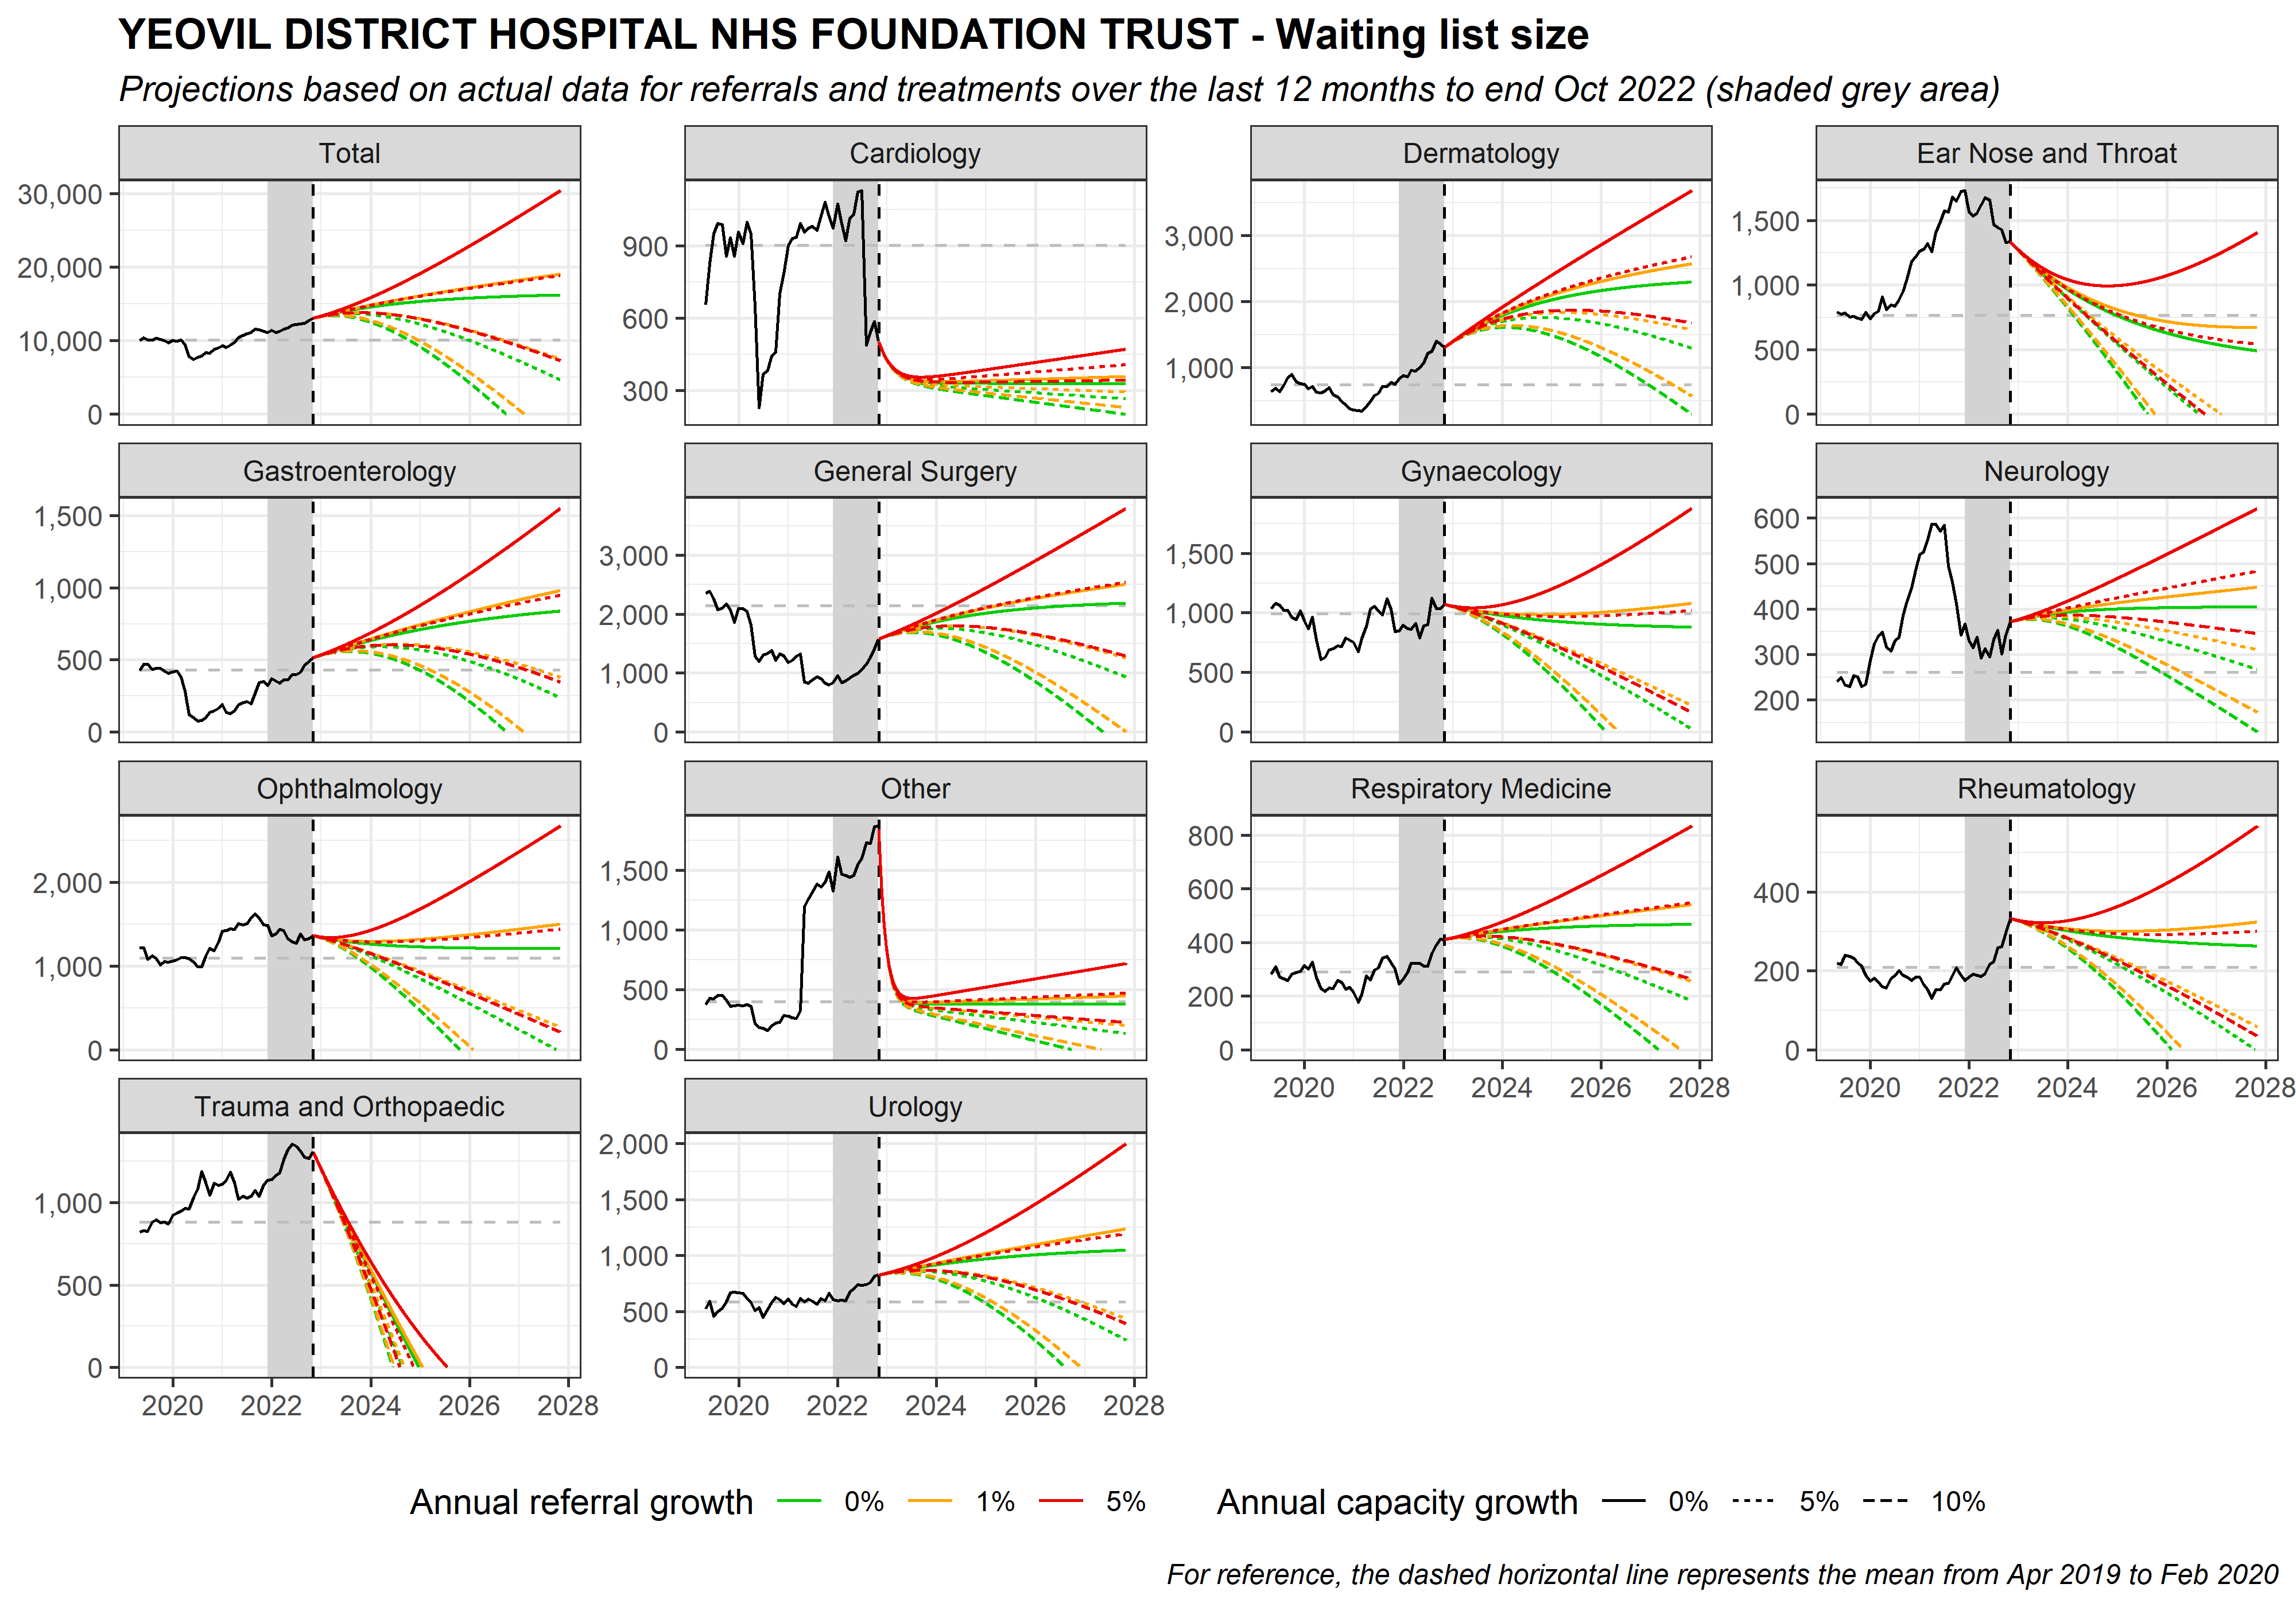 YEOVIL DISTRICT HOSPITAL NHS FOUNDATION TRUST - Waiting list size
Projections based on actual data for referrals and treatments over the last 12 months to end Oct 2022 (shaded grey area)
Total
30,000
20,000
10,000
0
Cardiology
900
600
300
Dermatology
3,000
2,000
1,000
Ear Nose and Throat
1,500
1,000
500
0
Gastroenterology
1,500
1,000
500
0
General Surgery
3,000
2,000
1,000
0
Gynaecology
1,500
1,000
500
0
Neurology
600
500
400
300
200
Ophthalmology
2,000
1,000
0
Other
1,500
1,000
500
0
Respiratory Medicine
800
600
400
200
0
2020 2022 2024 2026 2028
Rheumatology
400
200
0
2020 2022 2024 2026 2028
Trauma and Orthopaedic
1,000
500
0
2020 2022 2024 2026 2028
Urology
2,000
1,500
1,000
500
0
2020 2022 2024 2026 2028
Annual referral growth 0% 1% 5% Annual capacity growth 0% 5% 10%
For reference, the dashed horizontal line represents the mean from Apr 2019 to Feb 2020